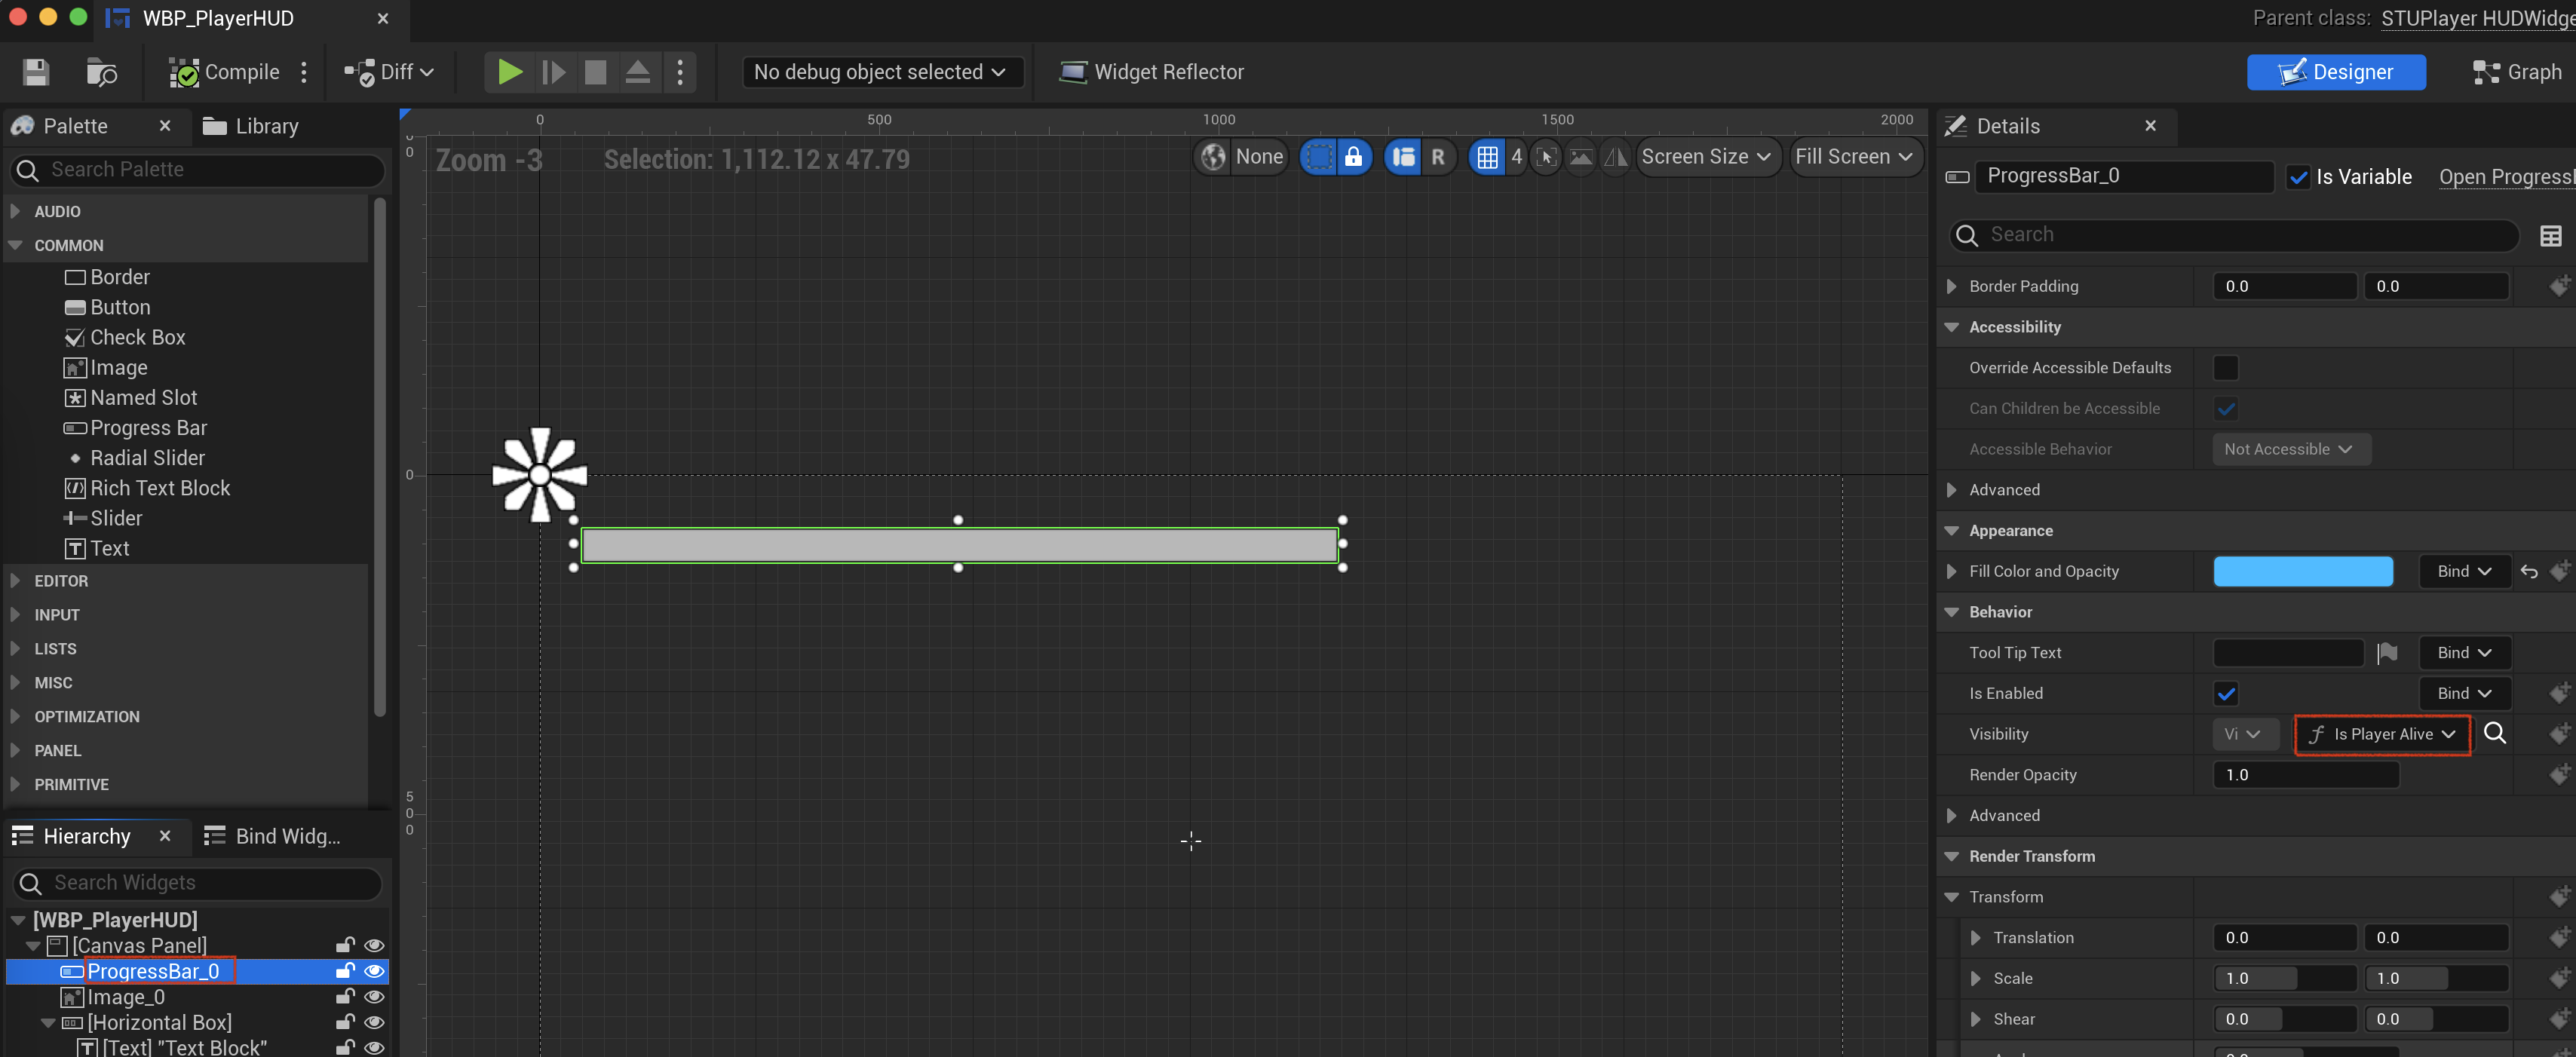 WBP_PlayerHUD
Parent class: STUPlayer HUDWidge
Compile
Diff
No debug object selected
Widget Reflector
Designer
Graph
Palette
Library
Search Palette
AUDIO
COMMON
Border
Button
Check Box
Image
Named Slot
Progress Bar
Radial Slider
Rich Text Block
Slider
Text
EDITOR
INPUT
LISTS
MISC
OPTIMIZATION
PANEL
PRIMITIVE
Hierarchy
Bind Widg...
Search Widgets
[WBP_PlayerHUD]
[Canvas Panel]
ProgressBar_0
Image_0
[Horizontal Box]
[Text] "Text Block"
0 500 1000 1500 2000
0
0
500
Zoom -3
Selection: 1,112.12 x 47.79
None
R
4
Screen Size
Fill Screen
Details
ProgressBar_0
Is Variable
Open Progress
Search
Border Padding 0.0 0.0
Accessibility
Override Accessible Defaults
Can Children be Accessible
Accessible Behavior Not Accessible
Advanced
Appearance
Fill Color and Opacity Bind
Behavior
Tool Tip Text Bind
Is Enabled Bind
Visibility Vi Is Player Alive
Render Opacity 1.0
Advanced
Render Transform
Transform
Translation 0.0 0.0
Scale 1.0 1.0
Shear 0.0 0.0